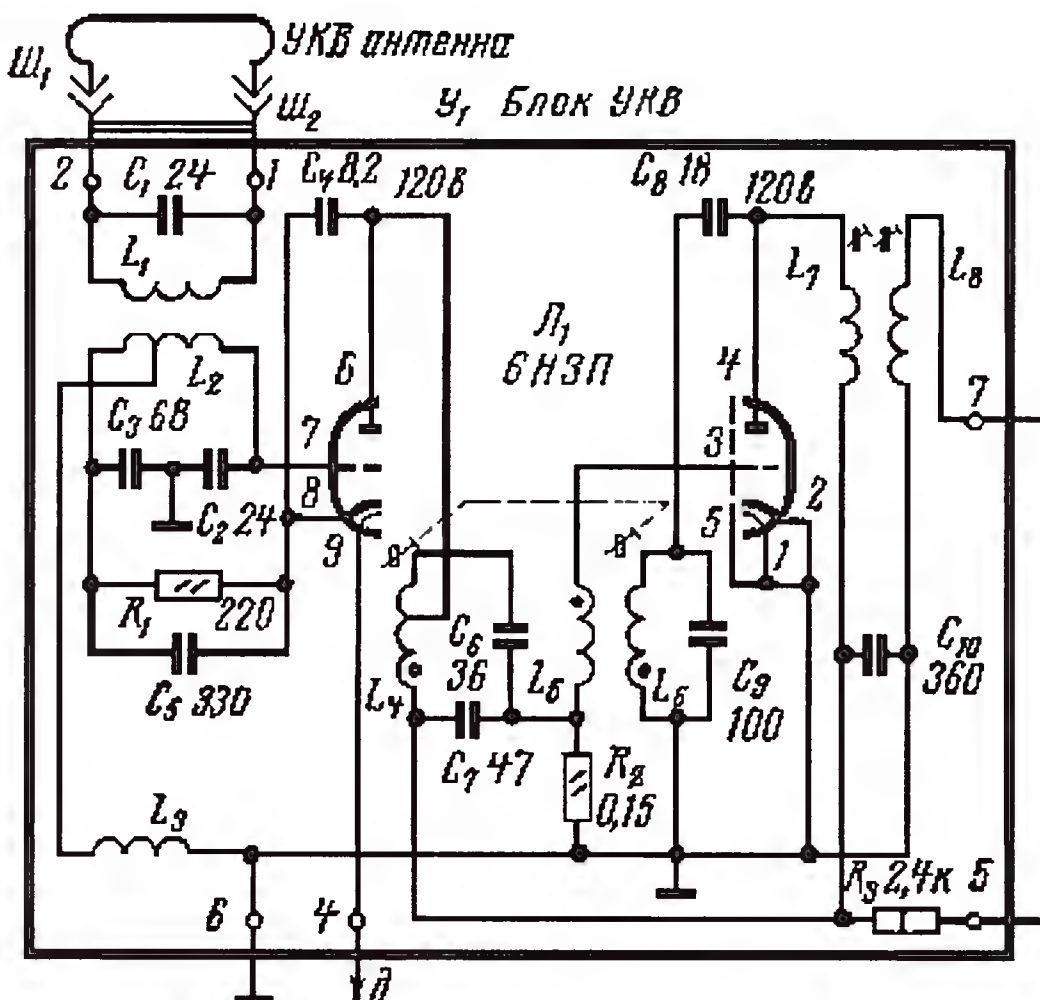 УКВ антенна
Ш₁
Ш₂
У₁ Блок УКВ
2
C₁ 24
1
C₄ 8.2
120в
C₈ 18
120в
L₁
L₇
L₈
Л₁
6Н3П
L₂
6
4
7
C₃ 68
7
3
8
2
C₂ 24
9
5
1
R₁
220
C₆
36
C₁₀
360
C₅ 330
L₄
L₅
L₆
C₉
100
C₇ 47
R₂
0,15
L₃
R₃ 2,4к 5
6
4